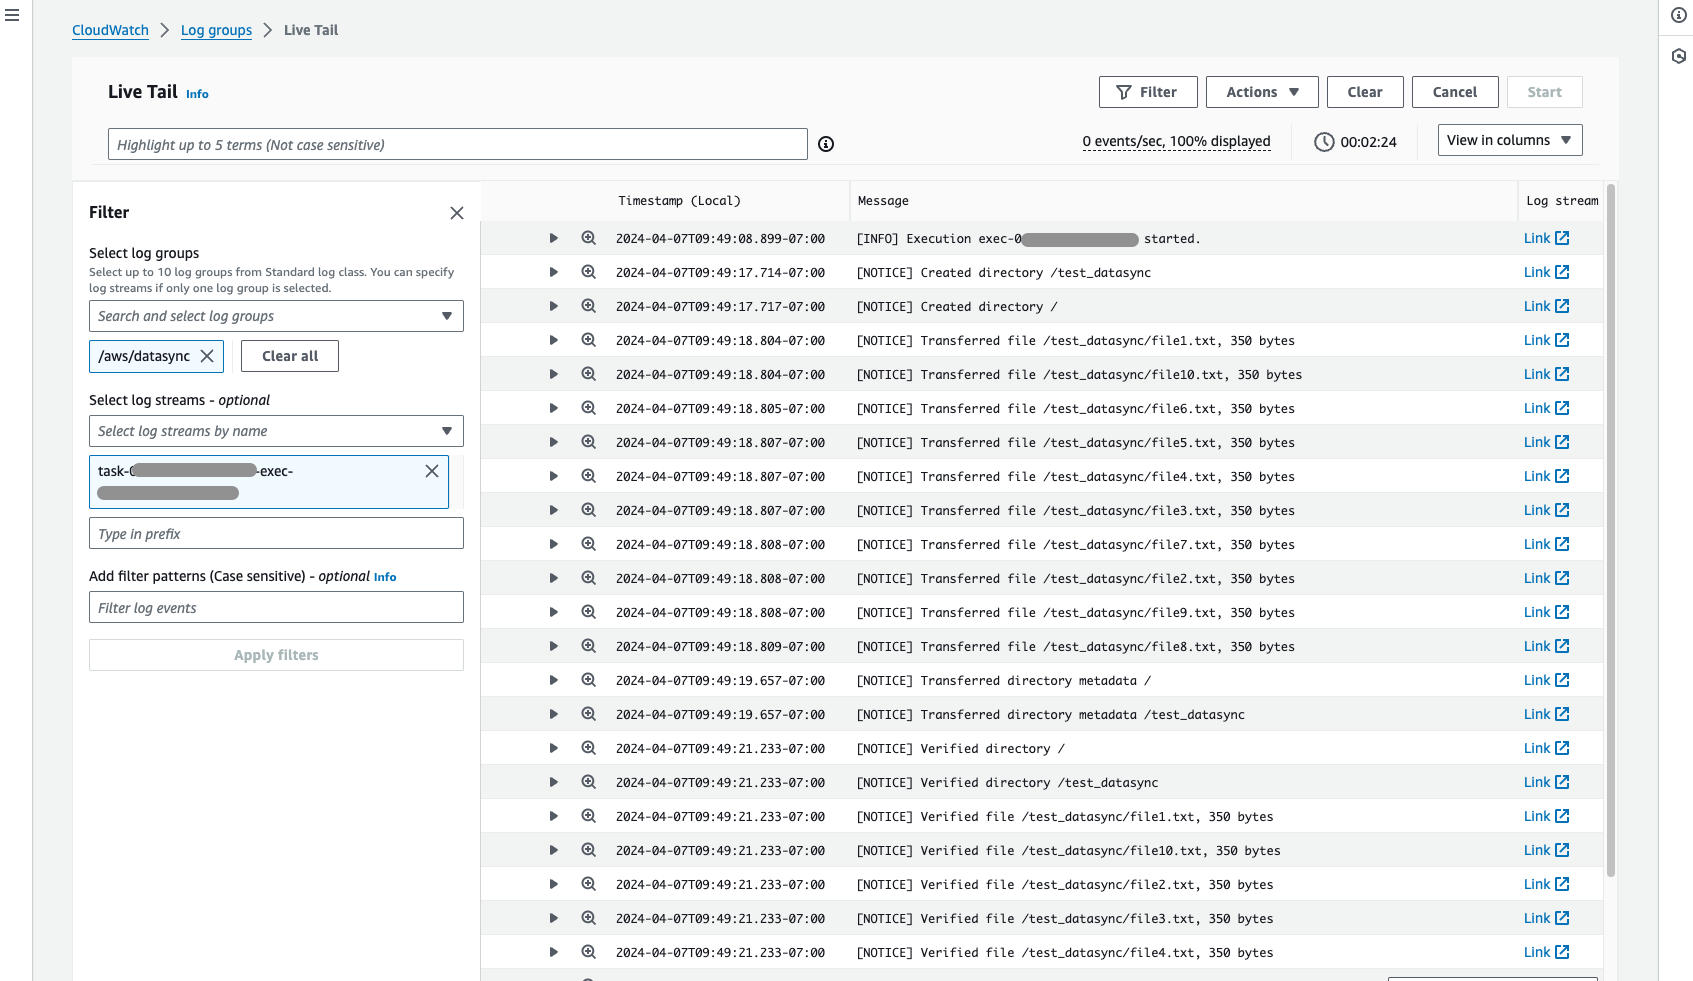 CloudWatch > Log groups > Live Tail
Live Tail Info
Filter Actions Clear Cancel Start
Highlight up to 5 terms (Not case sensitive)
0 events/sec, 100% displayed 00:02:24 View in columns
Filter
Select log groups
Select up to 10 log groups from Standard log class. You can specify
log streams if only one log group is selected.
Search and select log groups
/aws/datasync Clear all
Select log streams - optional
Select log streams by name
task-0 -exec-
Type in prefix
Add filter patterns (Case sensitive) - optional Info
Filter log events
Apply filters
Timestamp (Local) Message Log stream
2024-04-07T09:49:08.899-07:00 [INFO] Execution exec-0 started. Link
2024-04-07T09:49:17.714-07:00 [NOTICE] Created directory /test_datasync Link
2024-04-07T09:49:17.717-07:00 [NOTICE] Created directory / Link
2024-04-07T09:49:18.804-07:00 [NOTICE] Transferred file /test_datasync/file1.txt, 350 bytes Link
2024-04-07T09:49:18.804-07:00 [NOTICE] Transferred file /test_datasync/file10.txt, 350 bytes Link
2024-04-07T09:49:18.805-07:00 [NOTICE] Transferred file /test_datasync/file6.txt, 350 bytes Link
2024-04-07T09:49:18.807-07:00 [NOTICE] Transferred file /test_datasync/file5.txt, 350 bytes Link
2024-04-07T09:49:18.807-07:00 [NOTICE] Transferred file /test_datasync/file4.txt, 350 bytes Link
2024-04-07T09:49:18.807-07:00 [NOTICE] Transferred file /test_datasync/file3.txt, 350 bytes Link
2024-04-07T09:49:18.808-07:00 [NOTICE] Transferred file /test_datasync/file7.txt, 350 bytes Link
2024-04-07T09:49:18.808-07:00 [NOTICE] Transferred file /test_datasync/file2.txt, 350 bytes Link
2024-04-07T09:49:18.808-07:00 [NOTICE] Transferred file /test_datasync/file9.txt, 350 bytes Link
2024-04-07T09:49:18.809-07:00 [NOTICE] Transferred file /test_datasync/file8.txt, 350 bytes Link
2024-04-07T09:49:19.657-07:00 [NOTICE] Transferred directory metadata / Link
2024-04-07T09:49:19.657-07:00 [NOTICE] Transferred directory metadata /test_datasync Link
2024-04-07T09:49:21.233-07:00 [NOTICE] Verified directory / Link
2024-04-07T09:49:21.233-07:00 [NOTICE] Verified directory /test_datasync Link
2024-04-07T09:49:21.233-07:00 [NOTICE] Verified file /test_datasync/file1.txt, 350 bytes Link
2024-04-07T09:49:21.233-07:00 [NOTICE] Verified file /test_datasync/file10.txt, 350 bytes Link
2024-04-07T09:49:21.233-07:00 [NOTICE] Verified file /test_datasync/file2.txt, 350 bytes Link
2024-04-07T09:49:21.233-07:00 [NOTICE] Verified file /test_datasync/file3.txt, 350 bytes Link
2024-04-07T09:49:21.233-07:00 [NOTICE] Verified file /test_datasync/file4.txt, 350 bytes Link